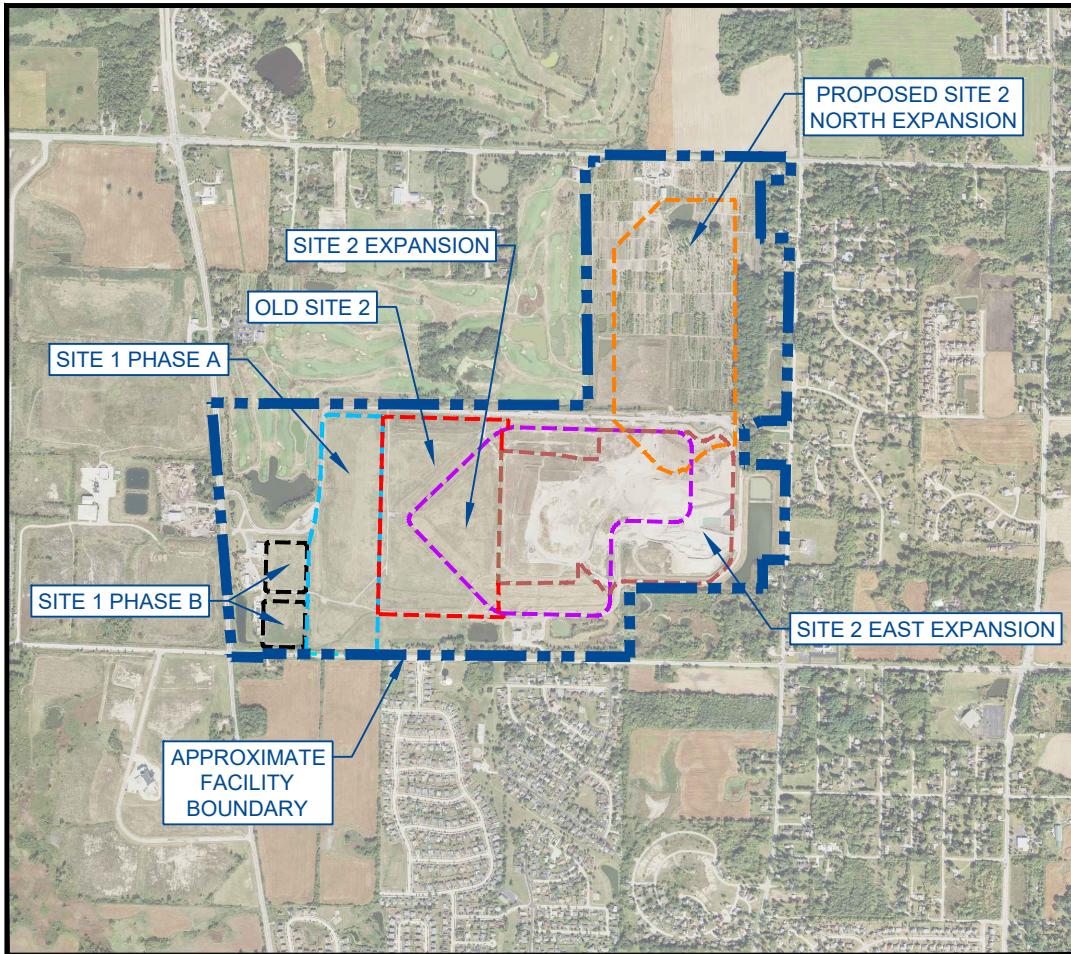 PROPOSED SITE 2
NORTH EXPANSION
SITE 2 EXPANSION
OLD SITE 2
SITE 1 PHASE A
SITE 1 PHASE B
SITE 2 EAST EXPANSION
APPROXIMATE
FACILITY
BOUNDARY